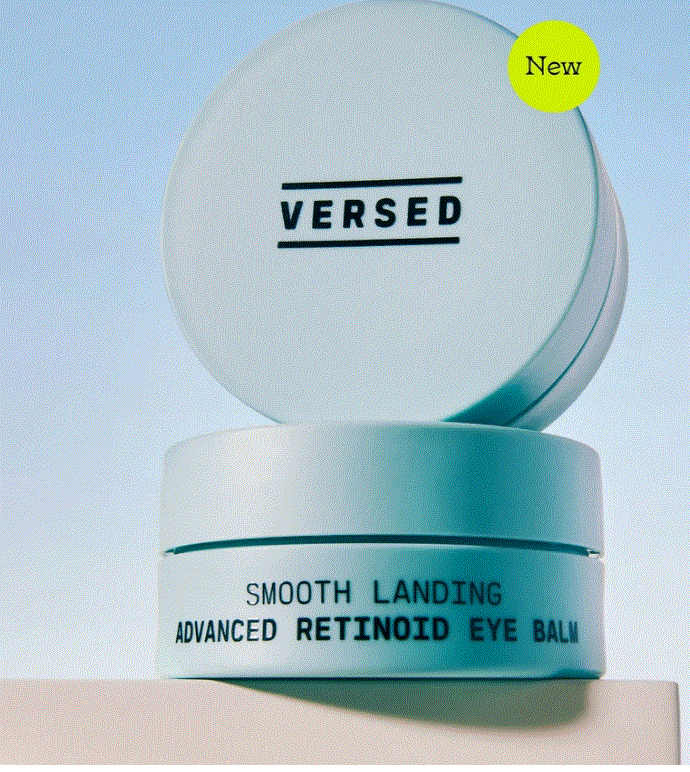 New
VERSED
SMOOTH LANDING
ADVANCED RETINOID EYE BALM